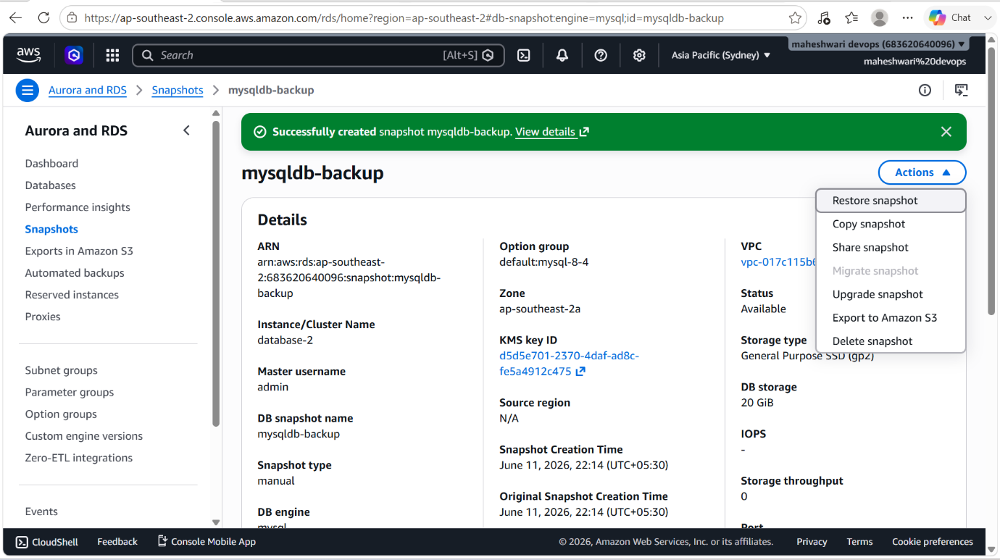 https://ap-southeast-2.console.aws.amazon.com/rds/home?region=ap-southeast-2#db-snapshot:engine=mysql;id=mysqldb-backup
Chat
aws
Search
[Alt+S]
Asia Pacific (Sydney)
maheshwari devops (683620640096)
maheshwari%20devops
Aurora and RDS
Snapshots
mysqldb-backup
Aurora and RDS
Dashboard
Databases
Performance insights
Snapshots
Exports in Amazon S3
Automated backups
Reserved instances
Proxies
Subnet groups
Parameter groups
Option groups
Custom engine versions
Zero-ETL integrations
Events
Successfully created snapshot mysqldb-backup. View details
mysqldb-backup
Actions
Restore snapshot
Copy snapshot
Share snapshot
Migrate snapshot
Upgrade snapshot
Export to Amazon S3
Delete snapshot
Details
ARN
arn:aws:rds:ap-southeast-
2:683620640096:snapshot:mysqldb-
backup
Instance/Cluster Name
database-2
Master username
admin
DB snapshot name
mysqldb-backup
Snapshot type
manual
DB engine
mysql
Option group
default:mysql-8-4
Zone
ap-southeast-2a
KMS key ID
d5d5e701-2370-4daf-ad8c-
fe5a4912c475
Source region
N/A
Snapshot Creation Time
June 11, 2026, 22:14 (UTC+05:30)
Original Snapshot Creation Time
June 11, 2026, 22:14 (UTC+05:30)
VPC
vpc-017c115b
Status
Available
Storage type
General Purpose SSD (gp2)
DB storage
20 GiB
IOPS
-
Storage throughput
0
Port
CloudShell
Feedback
Console Mobile App
© 2026, Amazon Web Services, Inc. or its affiliates.
Privacy
Terms
Cookie preferences